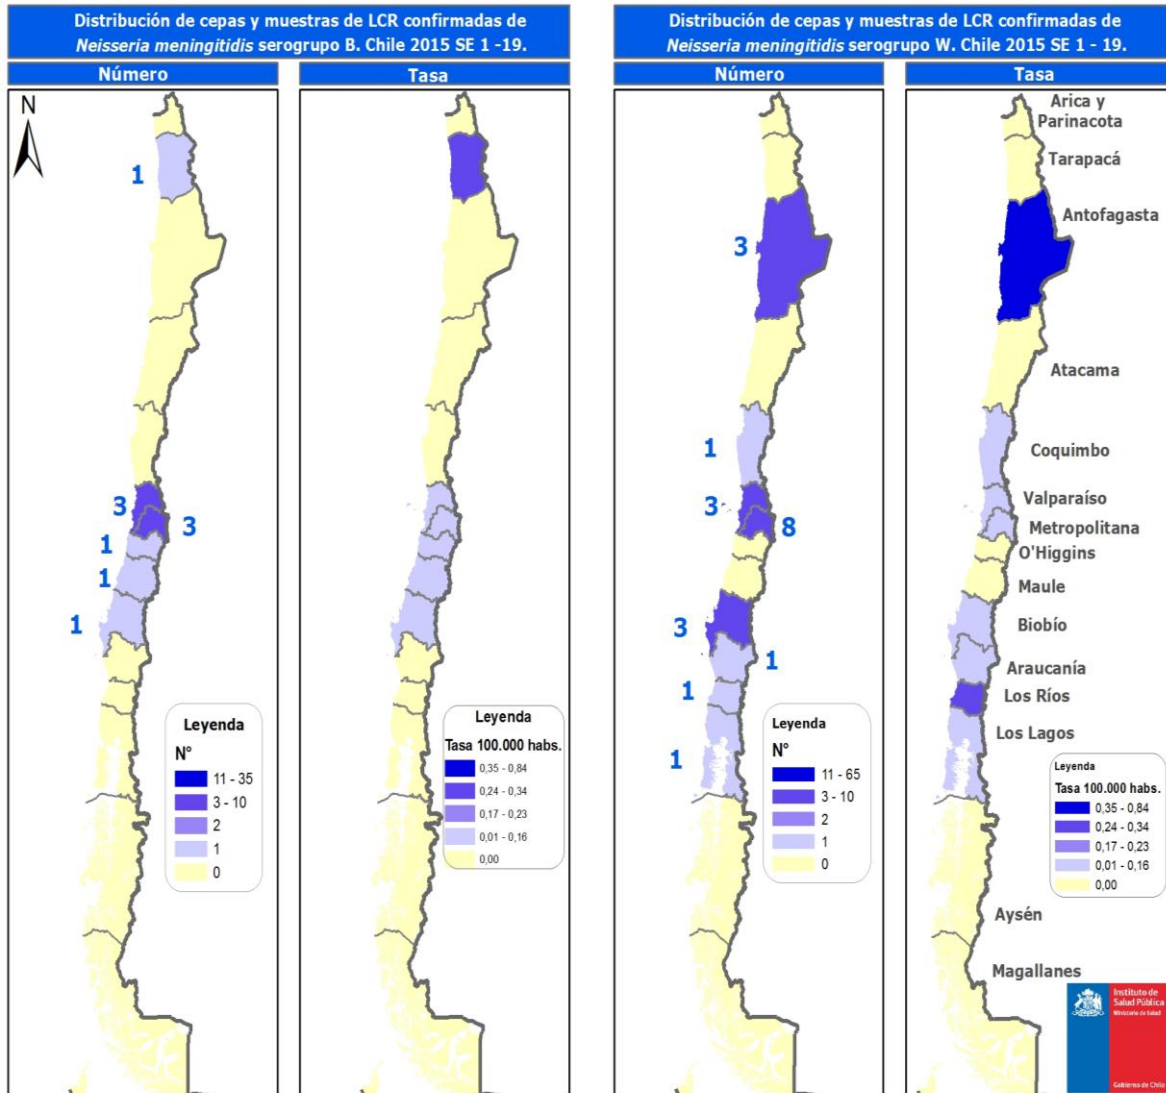 Distribución de cepas y muestras de LCR confirmadas de
Neisseria meningitidis serogrupo B. Chile 2015 SE 1 -19.
Número
Tasa
N
1
3
3
1
1
1
Leyenda
N°
11 - 35
3 - 10
2
1
0
Leyenda
Tasa 100.000 habs.
0,35 - 0,84
0,24 - 0,34
0,17 - 0,23
0,01 - 0,16
0,00
Distribución de cepas y muestras de LCR confirmadas de
Neisseria meningitidis serogrupo W. Chile 2015 SE 1 - 19.
Número
Tasa
3
1
3
8
3
1
1
1
Leyenda
N°
11 - 65
3 - 10
2
1
0
Arica y
Parinacota
Tarapacá
Antofagasta
Atacama
Coquimbo
Valparaíso
Metropolitana
O'Higgins
Maule
Biobío
Araucanía
Los Ríos
Los Lagos
Aysén
Magallanes
Leyenda
Tasa 100.000 habs.
0,35 - 0,84
0,24 - 0,34
0,17 - 0,23
0,01 - 0,16
0,00
Instituto de
Salud Pública
Ministerio de Salud
Gobierno de Chile